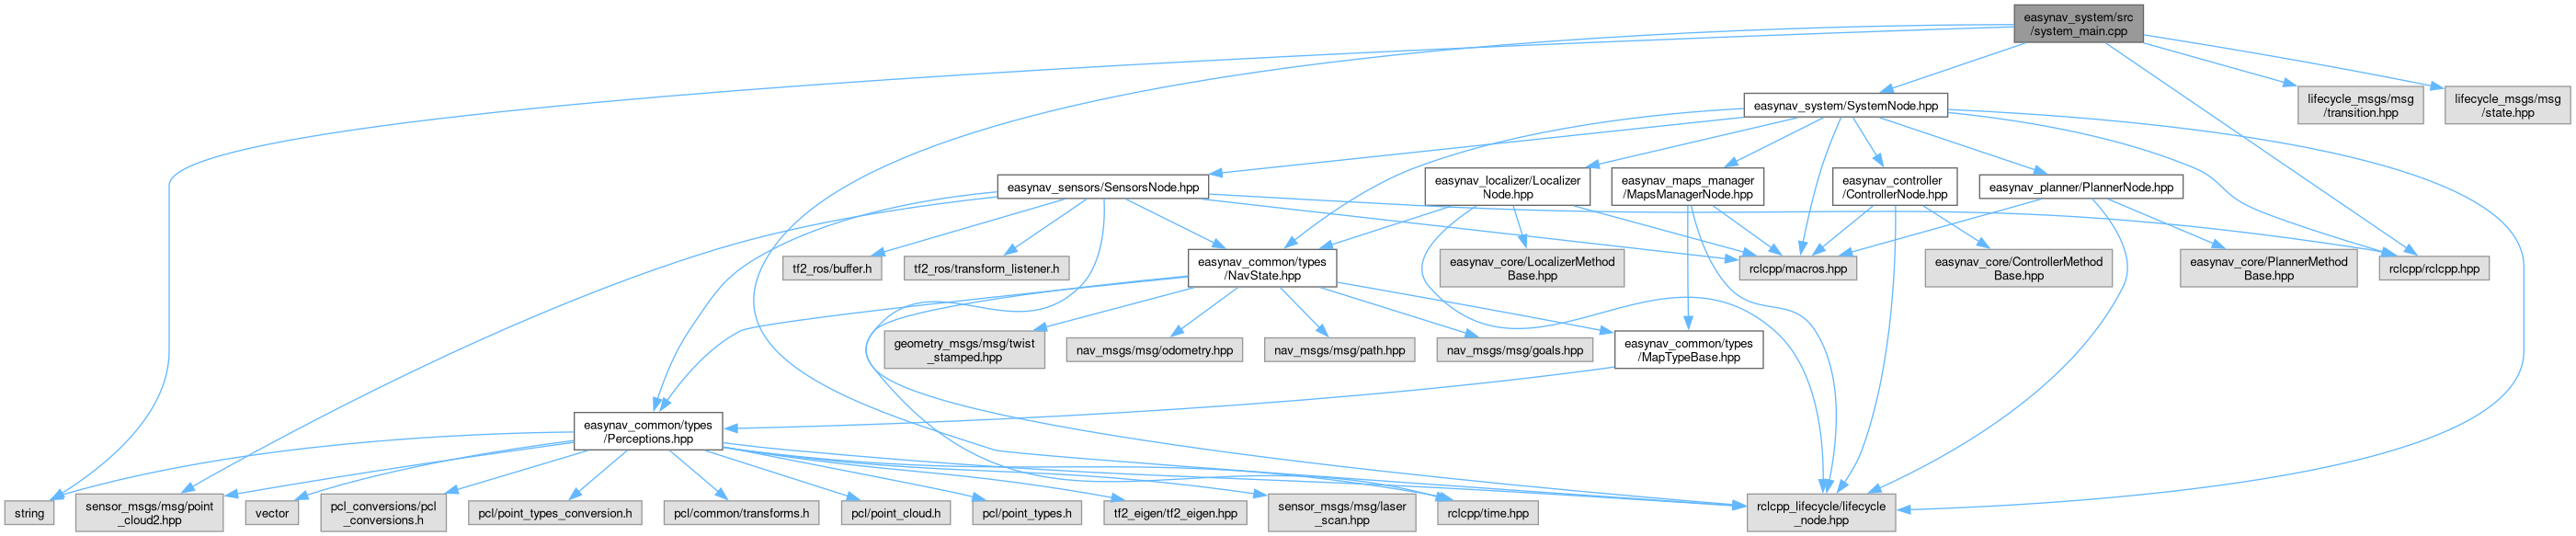 easynav_system/src
/system_main.cpp
easynav_system/SystemNode.hpp
lifecycle_msgs/msg
/transition.hpp
lifecycle_msgs/msg
/state.hpp
easynav_sensors/SensorsNode.hpp
easynav_localizer/Localizer
Node.hpp
easynav_maps_manager
/MapsManagerNode.hpp
easynav_controller
/ControllerNode.hpp
easynav_planner/PlannerNode.hpp
tf2_ros/buffer.h
tf2_ros/transform_listener.h
easynav_common/types
/NavState.hpp
easynav_core/LocalizerMethod
Base.hpp
rclcpp/macros.hpp
easynav_core/ControllerMethod
Base.hpp
easynav_core/PlannerMethod
Base.hpp
rclcpp/rclcpp.hpp
geometry_msgs/msg/twist
_stamped.hpp
nav_msgs/msg/odometry.hpp
nav_msgs/msg/path.hpp
nav_msgs/msg/goals.hpp
easynav_common/types
/MapTypeBase.hpp
easynav_common/types
/Perceptions.hpp
string
sensor_msgs/msg/point
_cloud2.hpp
vector
pcl_conversions/pcl
_conversions.h
pcl/point_types_conversion.h
pcl/common/transforms.h
pcl/point_cloud.h
pcl/point_types.h
tf2_eigen/tf2_eigen.hpp
sensor_msgs/msg/laser
_scan.hpp
rclcpp/time.hpp
rclcpp_lifecycle/lifecycle
_node.hpp